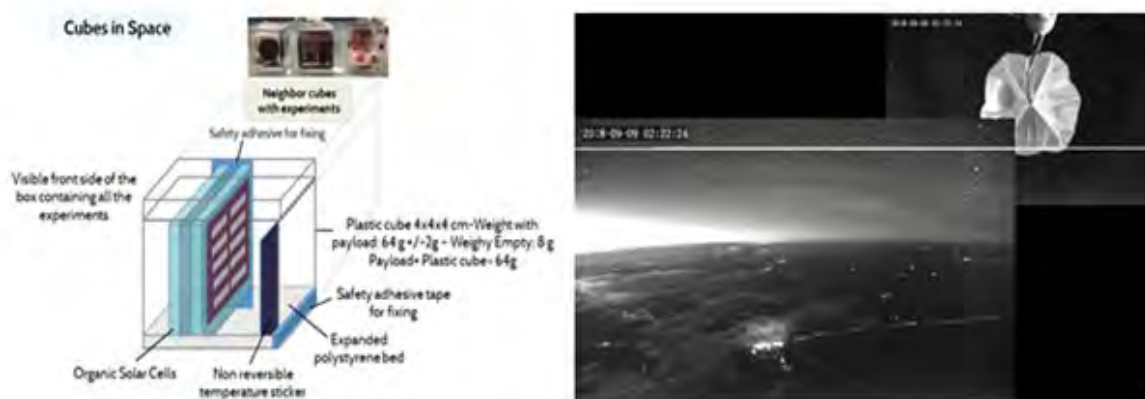 Cubes in Space
Neighbor cubes
with experiments
Safety adhesive for fixing
Visible front side of the
box containing all the
experiments
Plastic cube 4x4x4 cm-Weight with
payload: 64 g +/-2g - Weighy Empty: 8 g
Payload+ Plastic cube= 64g
Safety adhesive tape
for fixing
Expanded
polystyrene bed
Organic Solar Cells
Non reversible
temperature sticker
2018-09-09 02:22:24